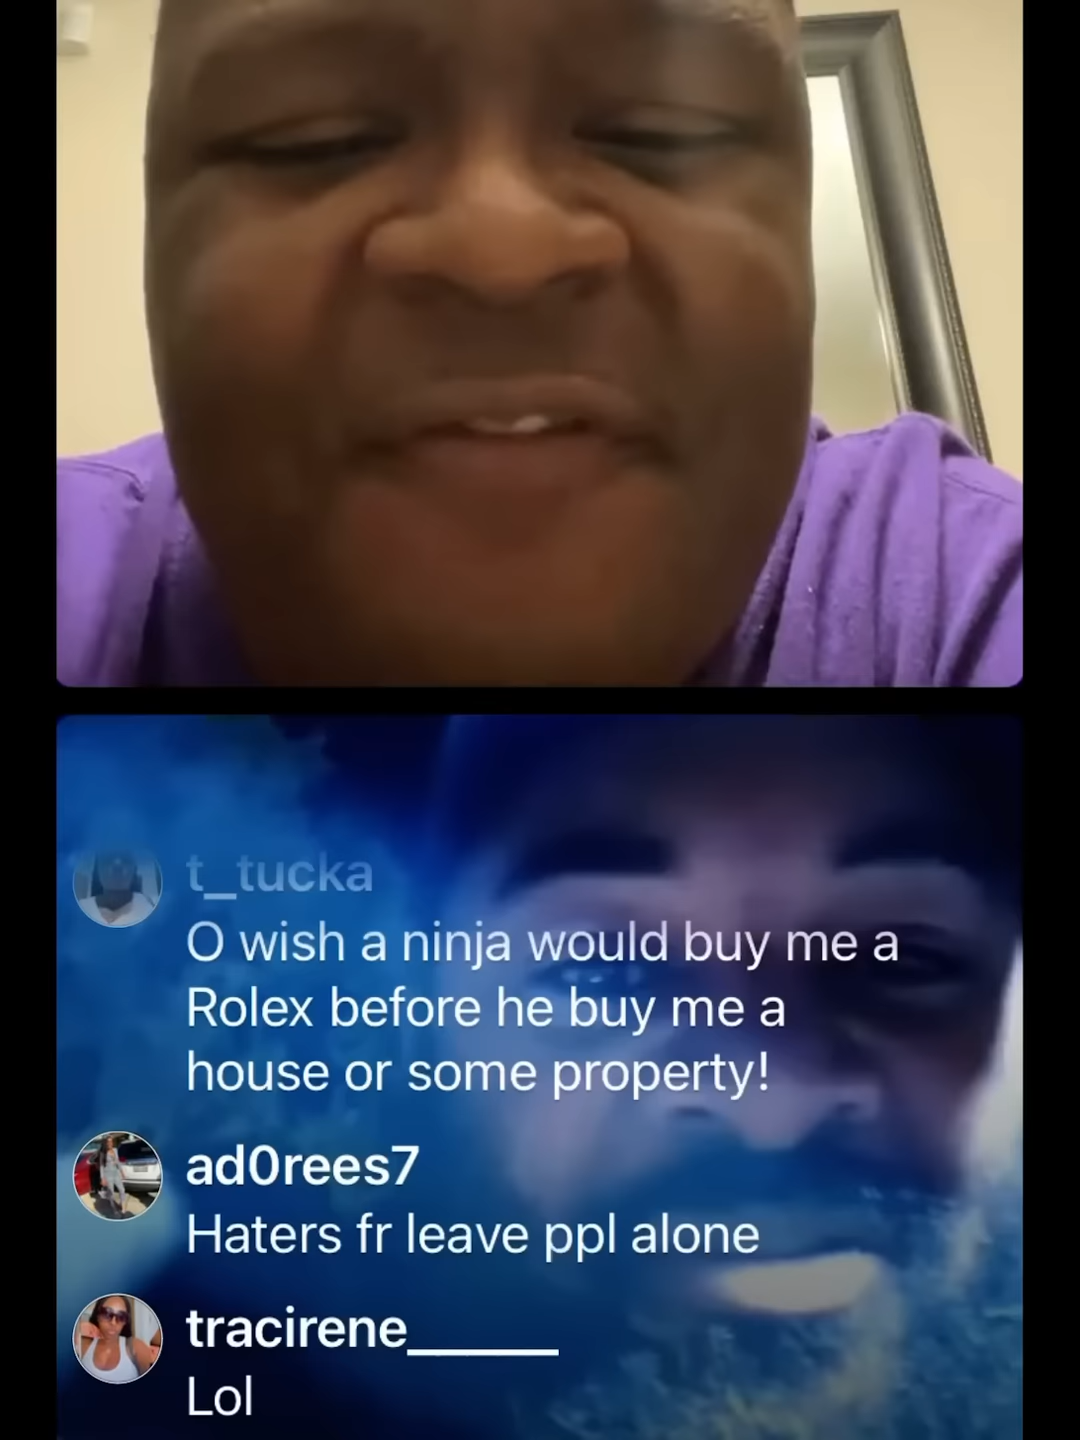 t_tucka
O wish a ninja would buy me a
Rolex before he buy me a
house or some property!
ad0rees7
Haters fr leave ppl alone
tracirene_____
Lol